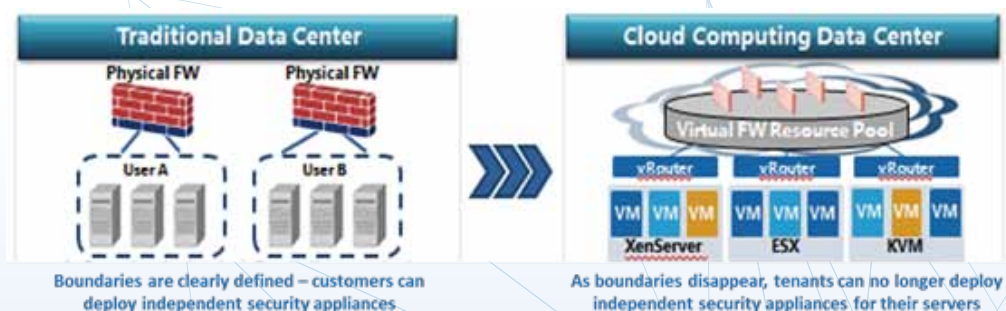 Traditional Data Center
Physical FW Physical FW
User A User B
Boundaries are clearly defined – customers can
deploy independent security appliances
Cloud Computing Data Center
Virtual FW Resource Pool
vRouter vRouter vRouter
VM VM VM VM VM VM VM VM VM
XenServer ESX KVM
As boundaries disappear, tenants can no longer deploy
independent security appliances for their servers